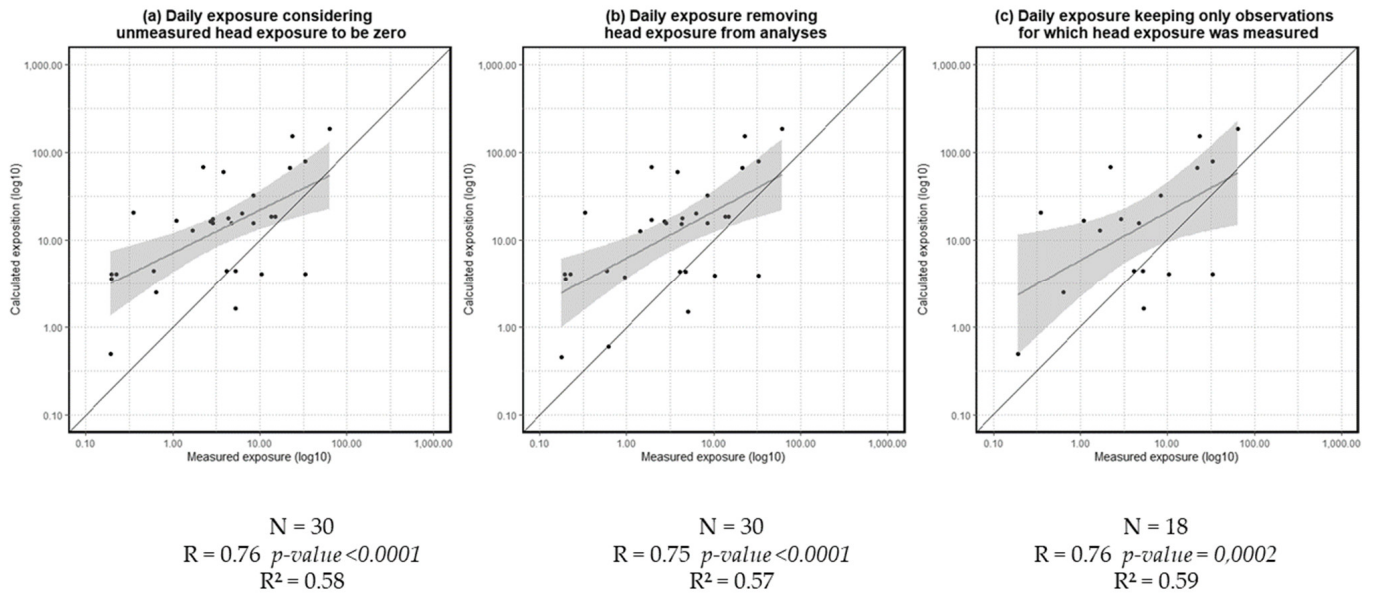 (a) Daily exposure considering
unmeasured head exposure to be zero
1,000.00
100.00
10.00
1.00
0.10
Calculated exposition (log10)
0.10 1.00 10.00 100.00 1,000.00
Measured exposure (log10)
N = 30
R = 0.76 p-value <0.0001
R² = 0.58
(b) Daily exposure removing
head exposure from analyses
1,000.00
100.00
10.00
1.00
0.10
Calculated exposition (log10)
0.10 1.00 10.00 100.00 1,000.00
Measured exposure (log10)
N = 30
R = 0.75 p-value <0.0001
R² = 0.57
(c) Daily exposure keeping only observations
for which head exposure was measured
1,000.00
100.00
10.00
1.00
0.10
Calculated exposition (log10)
0.10 1.00 10.00 100.00 1,000.00
Measured exposure (log10)
N = 18
R = 0.76 p-value = 0,0002
R² = 0.59